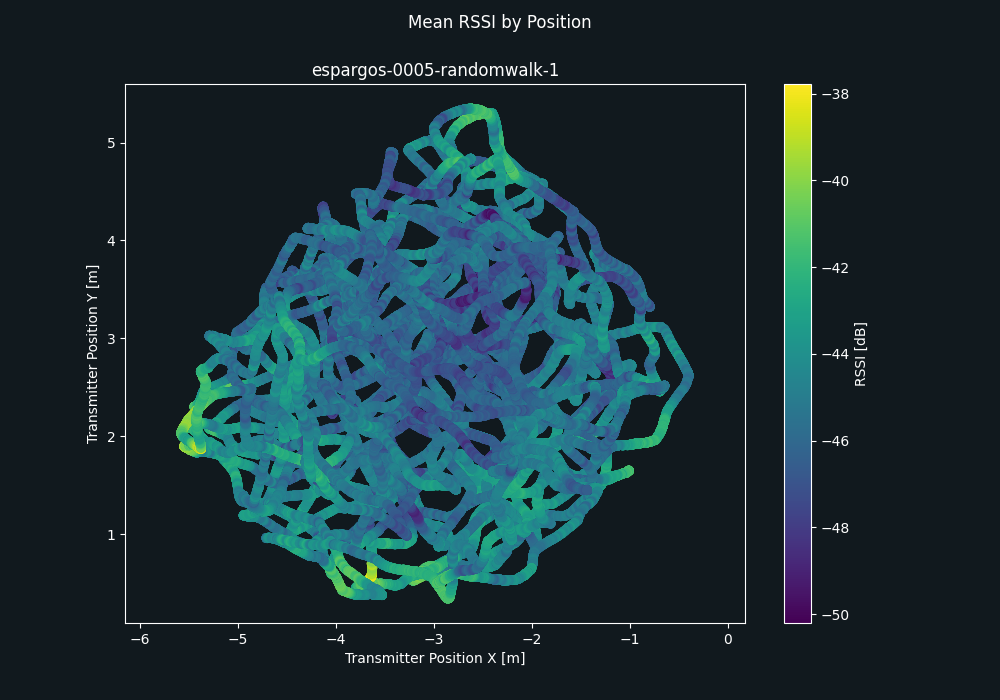 Mean RSSI by Position
espargos-0005-randomwalk-1
5
4
3
2
1
Transmitter Position Y [m]
−6 −5 −4 −3 −2 −1 0
Transmitter Position X [m]
−38
−40
−42
−44
−46
−48
−50
RSSI [dB]